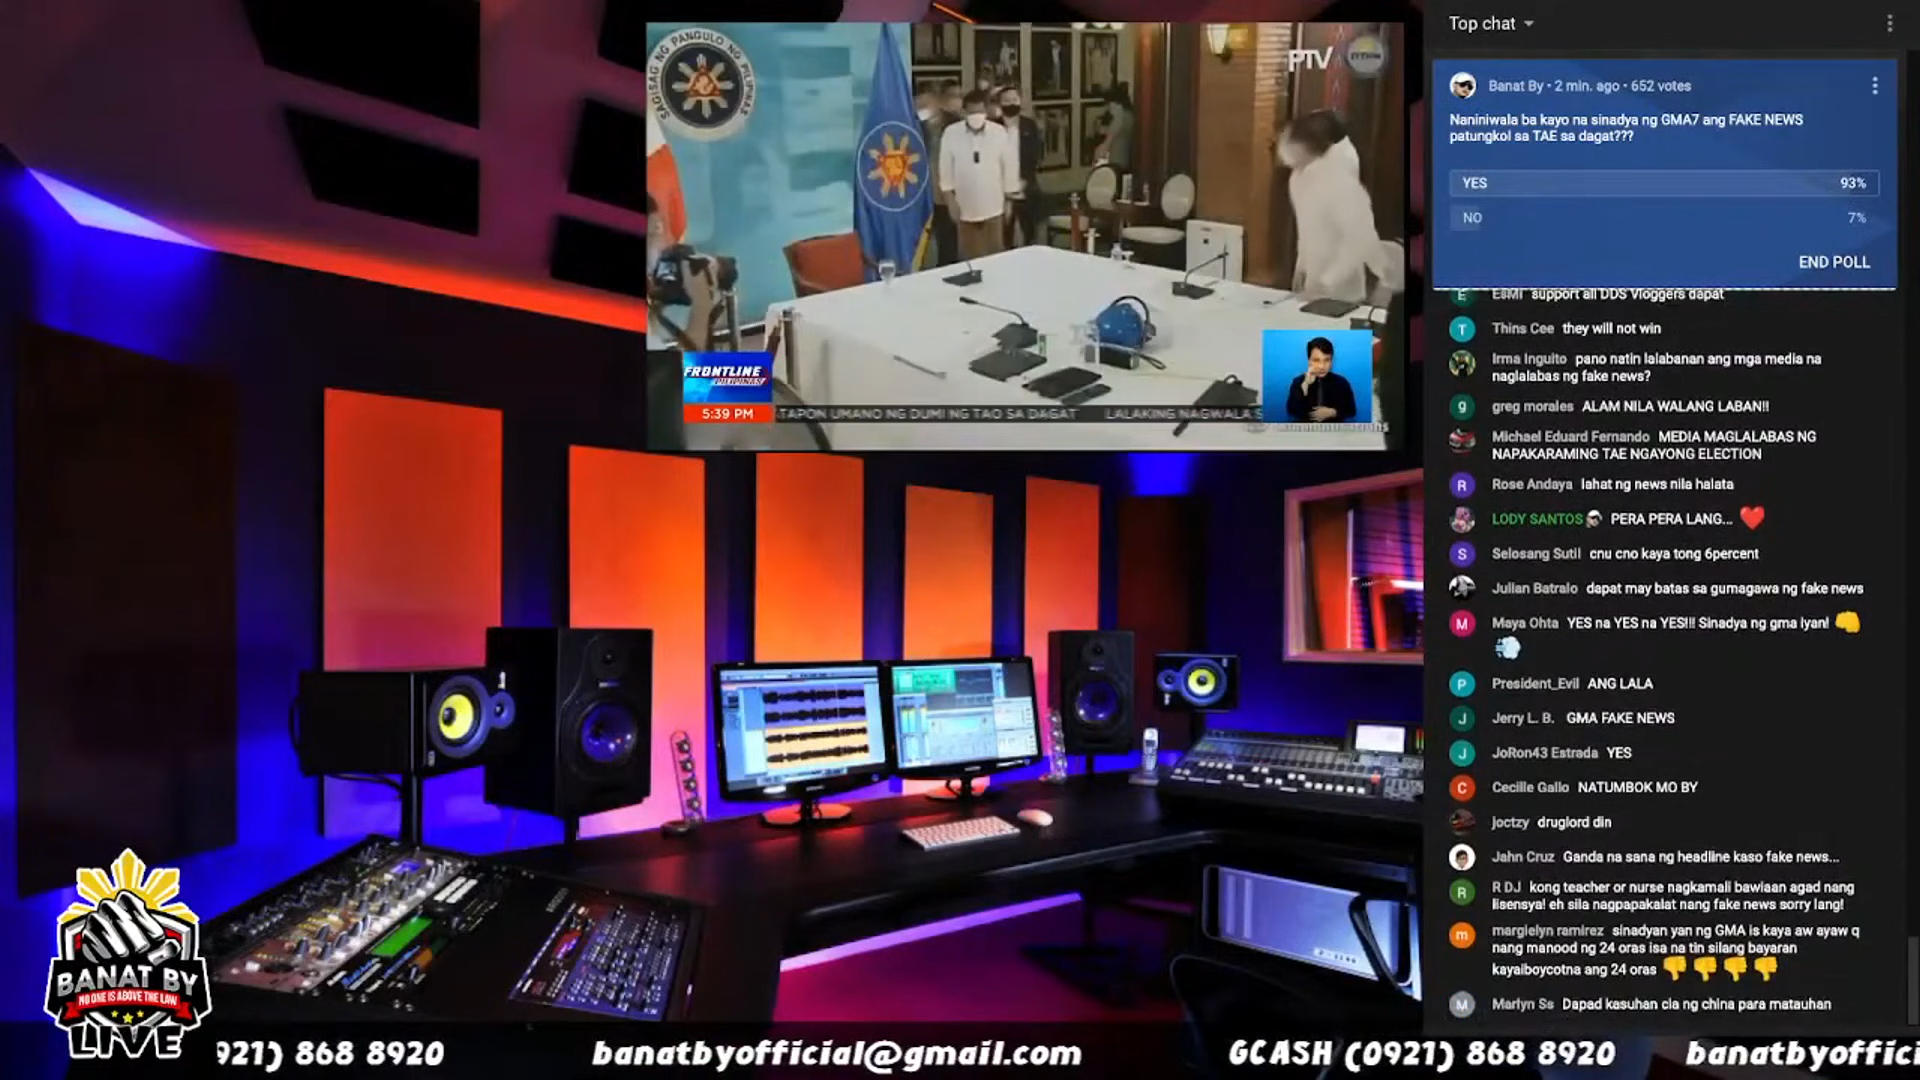 SAGISAG NG PANGULO NG PILIPINAS
PTV
FRONTLINE
PILIPINAS
5:39 PM
TAPON UMANO NG DUMI NG TAO SA DAGAT LALAKING NAGWALA S
Top chat
Banat By • 2 min. ago • 652 votes
Naniniwala ba kayo na sinadya ng GMA7 ang FAKE NEWS
patungkol sa TAE sa dagat???
YES 93%
NO 7%
END POLL
E EsMi support all DDS Vloggers dapat
T Thins Cee they will not win
Irma Inguito pano natin lalabanan ang mga media na
naglalabas ng fake news?
g greg morales ALAM NILA WALANG LABAN!!
Michael Eduard Fernando MEDIA MAGLALABAS NG
NAPAKARAMING TAE NGAYONG ELECTION
R Rose Andaya lahat ng news nila halata
LODY SANTOS PERA PERA LANG... ❤️
S Selosang Sutil cnu cno kaya tong 6percent
Julian Batralo dapat may batas sa gumagawa ng fake news
M Maya Ohta YES na YES na YES!!! Sinadya ng gma iyan! 👊
💨
P President_Evil ANG LALA
J Jerry L. B. GMA FAKE NEWS
J JoRon43 Estrada YES
C Cecille Gallo NATUMBOK MO BY
joctzy druglord din
Jahn Cruz Ganda na sana ng headline kaso fake news...
R R DJ kong teacher or nurse nagkamali bawiaan agad nang
lisensya! eh sila nagpapakalat nang fake news sorry lang!
m margielyn ramirez sinadyan yan ng GMA is kaya aw ayaw q
nang manood ng 24 oras isa na tin silang bayaran
kayaiboycotna ang 24 oras 👎👎👎👎
M Marlyn Ss Dapad kasuhan cla ng china para matauhan
BANAT BY
NO ONE IS ABOVE THE LAW
LIVE
921) 868 8920 banatbyofficial@gmail.com GCASH (0921) 868 8920 banatbyoffici